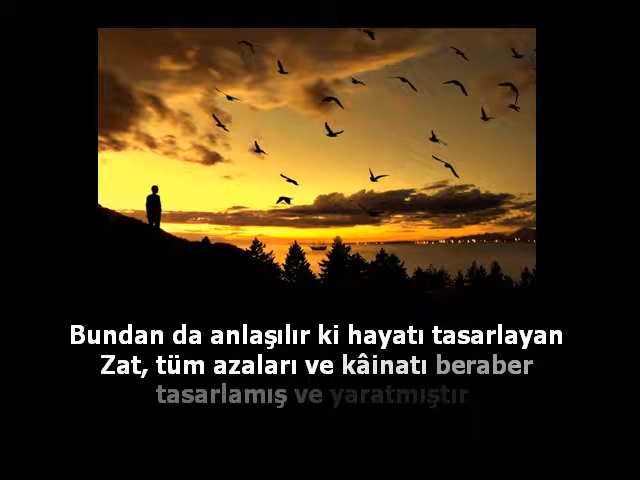 Bundan da anlaşılır ki hayatı tasarlayan
Zat, tüm azaları ve kâinatı beraber
tasarlamış ve yaratmıştır